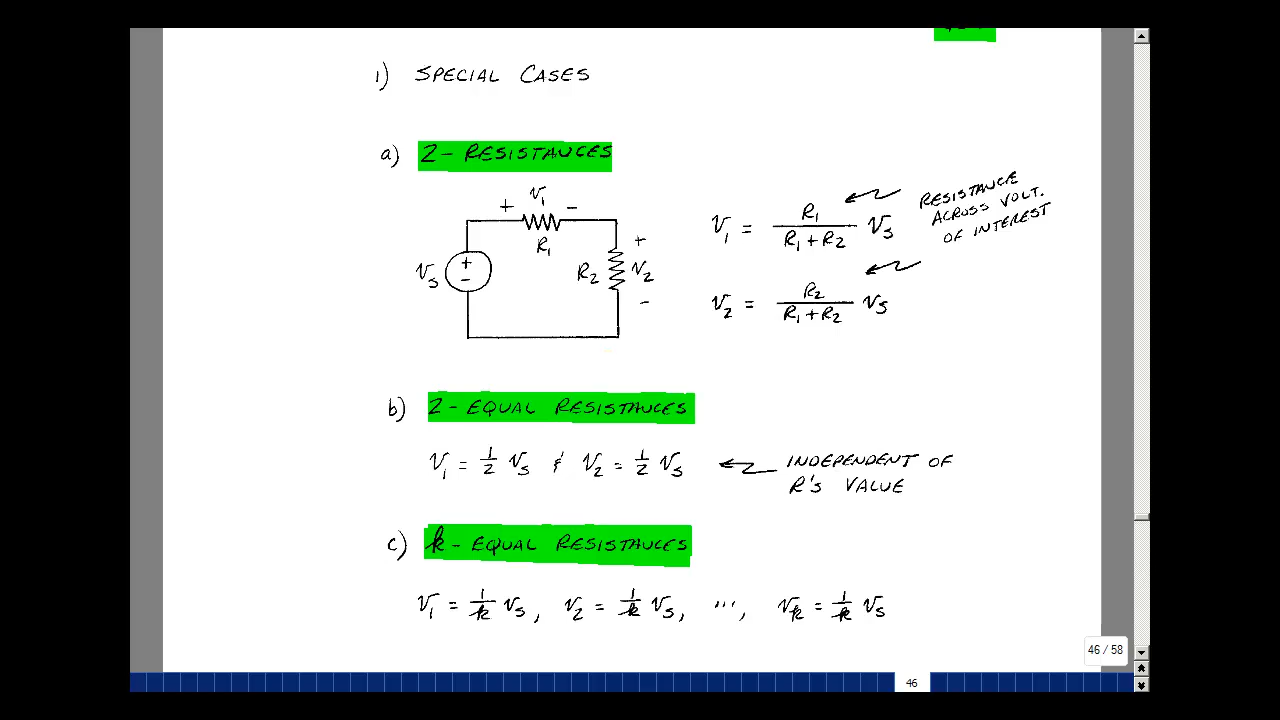 1) SPECIAL CASES
a) 2 - RESISTANCES
+ V1 -
R1
VS
+
-
R2
+
V2
-
V1 = R1 / (R1 + R2) VS
RESISTANCE
ACROSS VOLT.
OF INTEREST
V2 = R2 / (R1 + R2) VS
b) 2 - EQUAL RESISTANCES
V1 = 1/2 VS & V2 = 1/2 VS
INDEPENDENT OF
R'S VALUE
c) k - EQUAL RESISTANCES
V1 = 1/k VS, V2 = 1/k VS, ..., Vk = 1/k VS
46 / 58
46